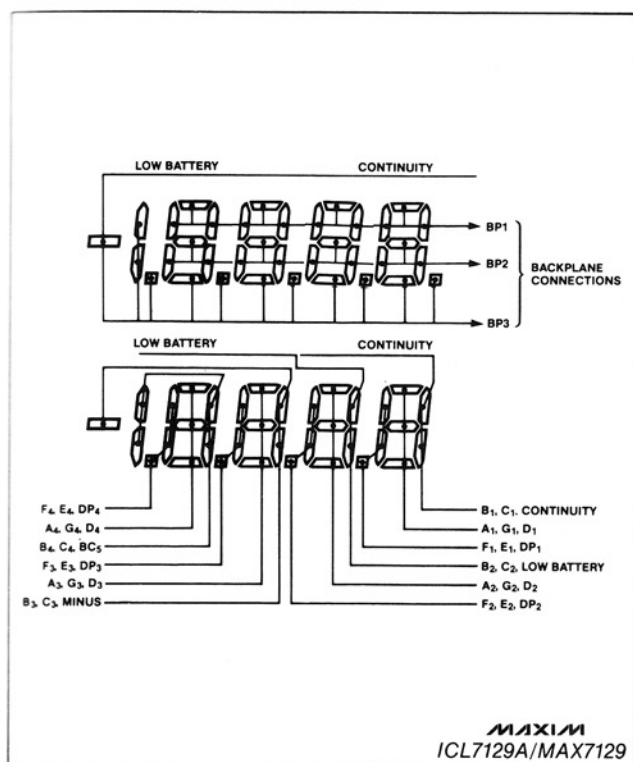 LOW BATTERY CONTINUITY
BP1
BP2
BACKPLANE
CONNECTIONS
BP3
LOW BATTERY CONTINUITY
F4, E4, DP4
A4, G4, D4
B4, C4, BC5
F3, E3, DP3
A3, G3, D3
B3, C3, MINUS
B1, C1, CONTINUITY
A1, G1, D1
F1, E1, DP1
B2, C2, LOW BATTERY
A2, G2, D2
F2, E2, DP2
MAXIM
ICL7129A/MAX7129